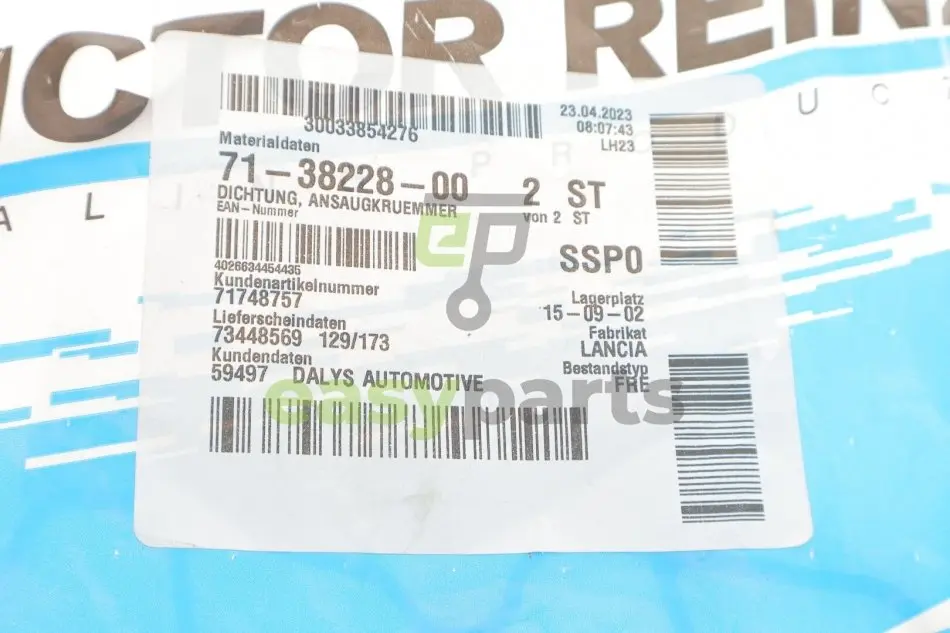 VICTOR REIN
30033854276
23.04.2023
08:07:43
LH23
Materialdaten
71-38228-00 2 ST
DICHTUNG, ANSAUGKRUEMMER von 2 ST
EAN-Nummer
4026634454435
SSPO
Kundenartikelnummer
71748757
Lagerplatz
15-09-02
Lieferscheindaten
73448569 129/173
Fabrikat
LANCIA
Kundendaten
59497 DALYS AUTOMOTIVE
Bestandstyp
FRE
easyparts